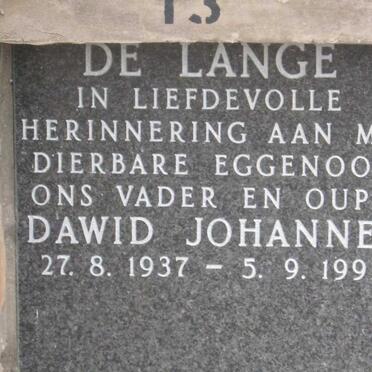 13
DE LANGE
IN LIEFDEVOLLE
HERINNERING AAN M
DIERBARE EGGENOO
ONS VADER EN OUP
DAWID JOHANNE
27. 8. 1937 – 5. 9. 199